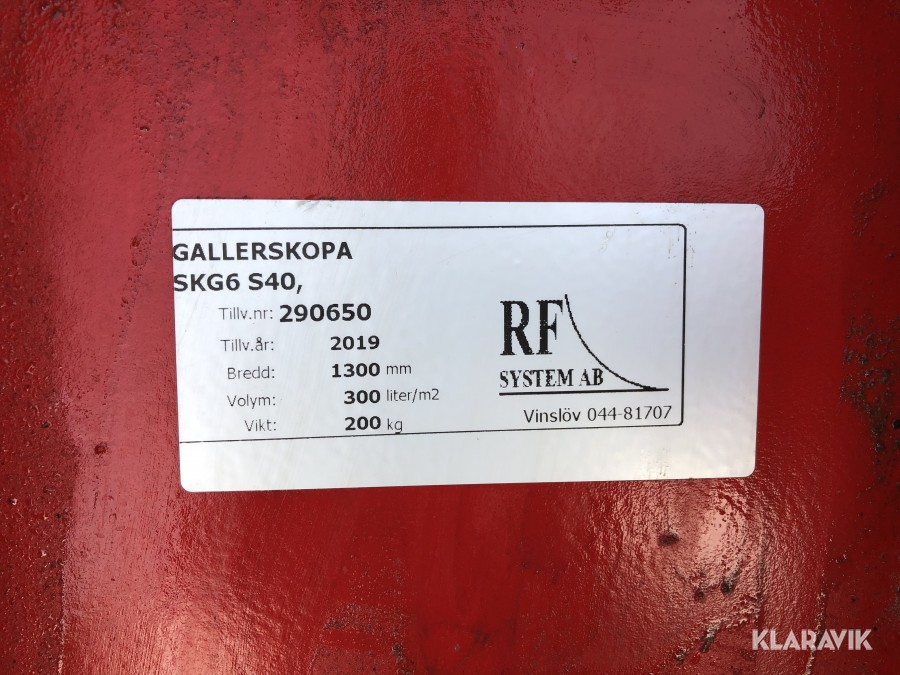 GALLERSKOPA
SKG6 S40,
Tillv.nr: 290650
Tillv.år: 2019
Bredd: 1300 mm
Volym: 300 liter/m2
Vikt: 200 kg
RF
SYSTEM AB
Vinslöv 044-81707
KLARAVIK